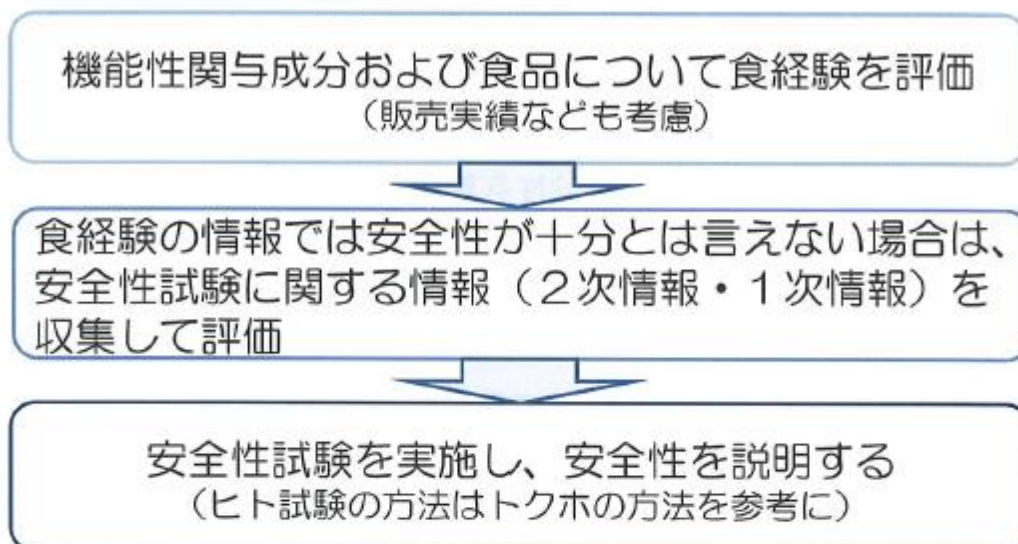 機能性関与成分および食品について食経験を評価
（販売実績なども考慮）
食経験の情報では安全性が十分とは言えない場合は、
安全性試験に関する情報（２次情報・１次情報）を
収集して評価
安全性試験を実施し、安全性を説明する
（ヒト試験の方法はトクホの方法を参考に）